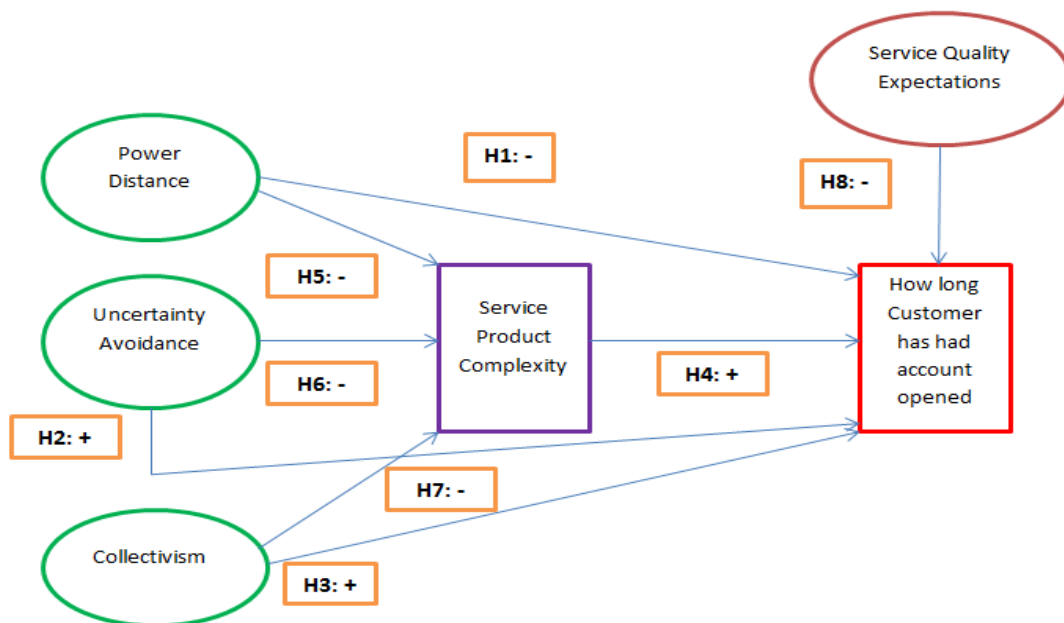 Service Quality
Expectations
Power
Distance
H1: -
H8: -
H5: -
Uncertainty
Avoidance
Service
Product
Complexity
How long
Customer
has had
account
opened
H6: -
H4: +
H2: +
H7: -
Collectivism
H3: +